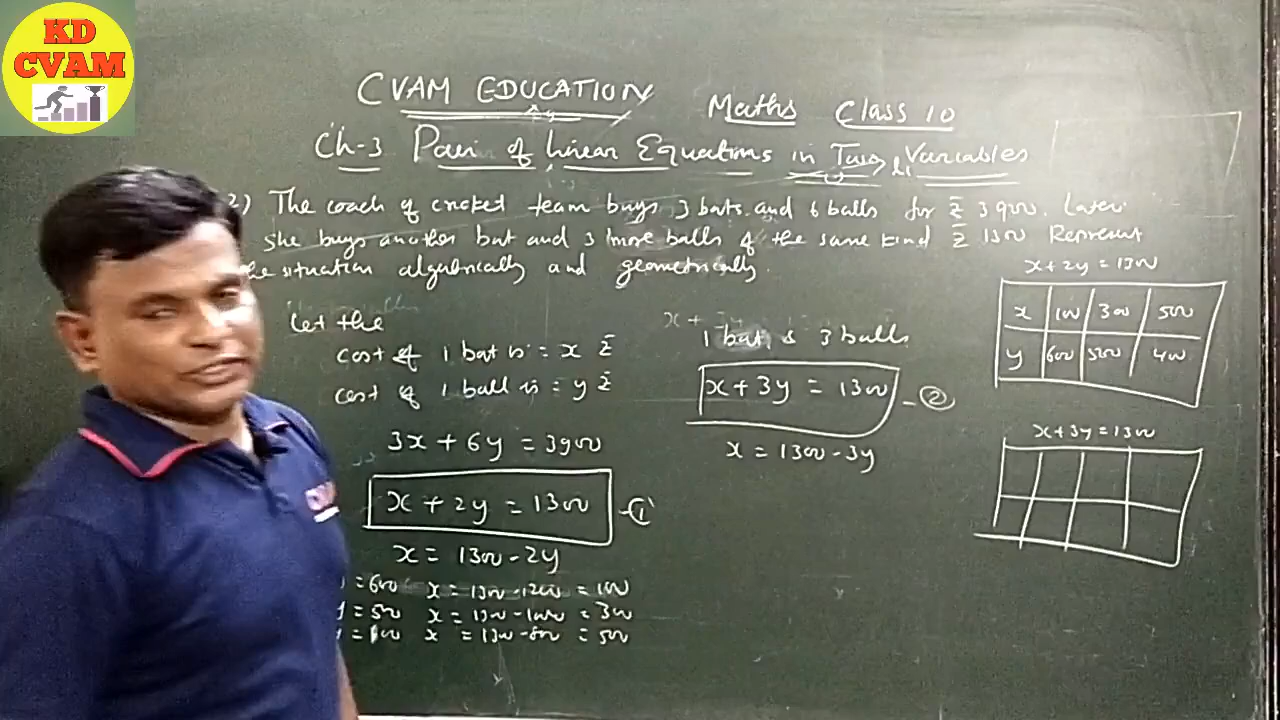 KD
CVAM
CVAM EDUCATION
Maths Class 10
Ch-3 Pair of Linear Equations in Two Variables
2) The coach of cricket team buys 3 bats and 6 balls for ₹ 3900. Later
She buys another bat and 3 more balls of the same kind ₹ 1300 Represent
the situation algebrically and geometrically.
Let the
cost of 1 bat is = x ₹
cost of 1 ball is = y ₹
3x + 6y = 3900
x + 2y = 1300 -①
x = 1300 - 2y
= 600 x = 1300 - 1200 = 100
= 500 x = 1300 - 1000 = 300
x = 1300 - 800 = 500
1 bat & 3 balls
x + 3y = 1300 -②
x = 1300 - 3y
x + 2y = 1300
x 100 300 500
y 600 500 400
x + 3y = 1300